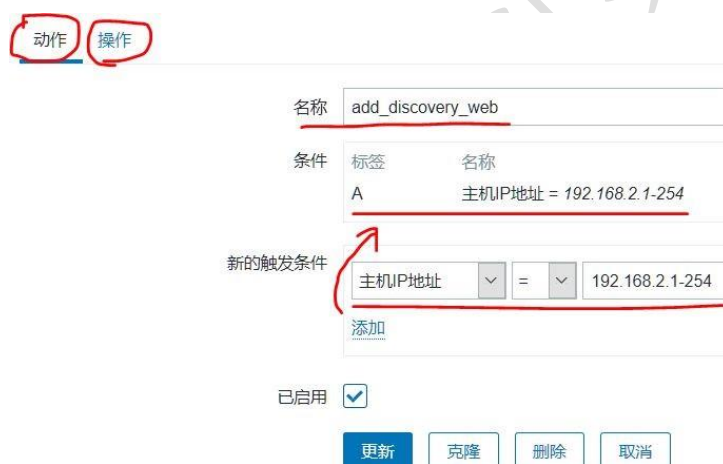 动作 操作
名称 add_discovery_web
条件 标签 名称
A 主机IP地址 = 192.168.2.1-254
新的触发条件
主机IP地址 = 192.168.2.1-254
添加
已启用
更新 克隆 删除 取消